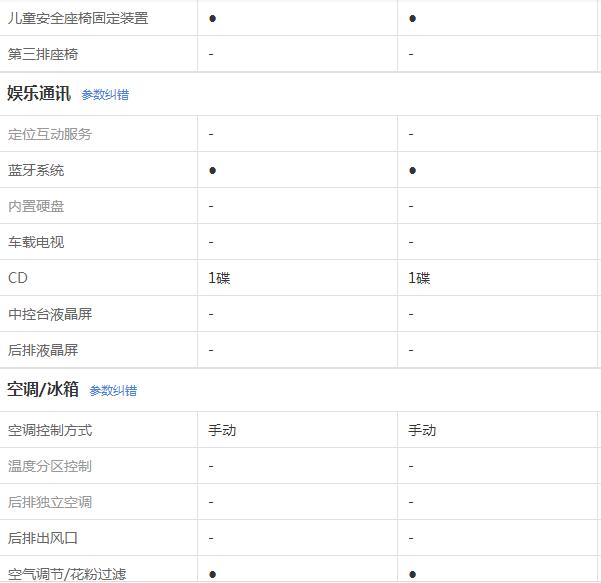 儿童安全座椅固定装置 ● ●
第三排座椅 - -
娱乐通讯 参数纠错
定位互动服务 - -
蓝牙系统 ● ●
内置硬盘 - -
车载电视 - -
CD 1碟 1碟
中控台液晶屏 - -
后排液晶屏 - -
空调/冰箱 参数纠错
空调控制方式 手动 手动
温度分区控制 - -
后排独立空调 - -
后排出风口 - -
空气调节/花粉过滤 ● ●